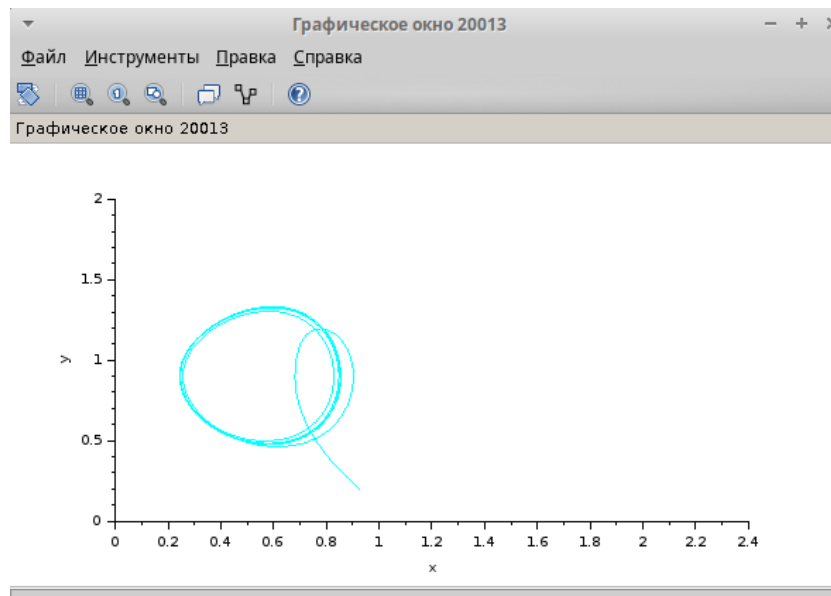 Графическое окно 20013
Файл Инструменты Правка Справка
Графическое окно 20013
2
1.5
y
1
0.5
0
0 0.2 0.4 0.6 0.8 1 1.2 1.4 1.6 1.8 2 2.2 2.4
x